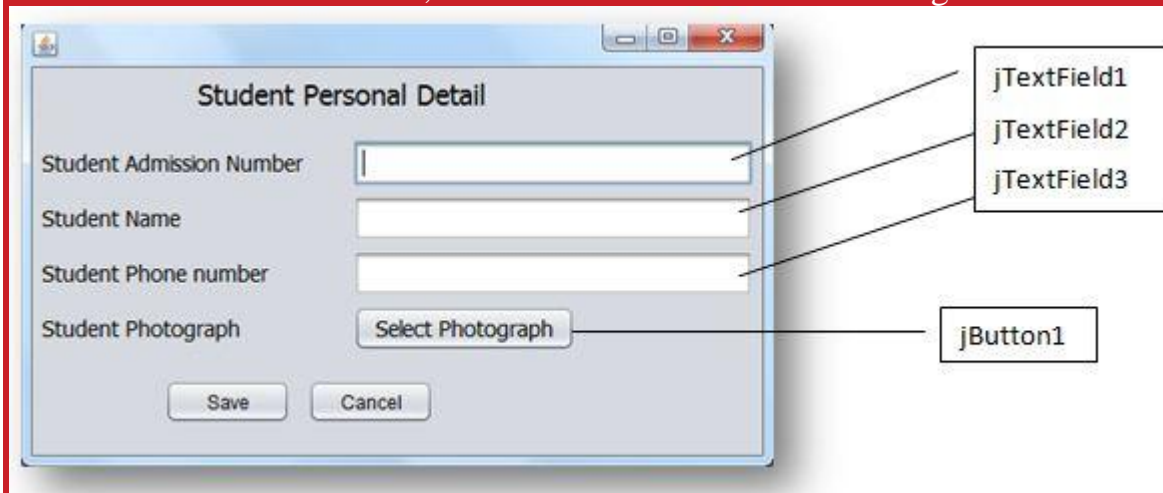 Student Personal Detail
Student Admission Number
Student Name
Student Phone number
Student Photograph
Select Photograph
Save
Cancel
jTextField1
jTextField2
jTextField3
jButton1